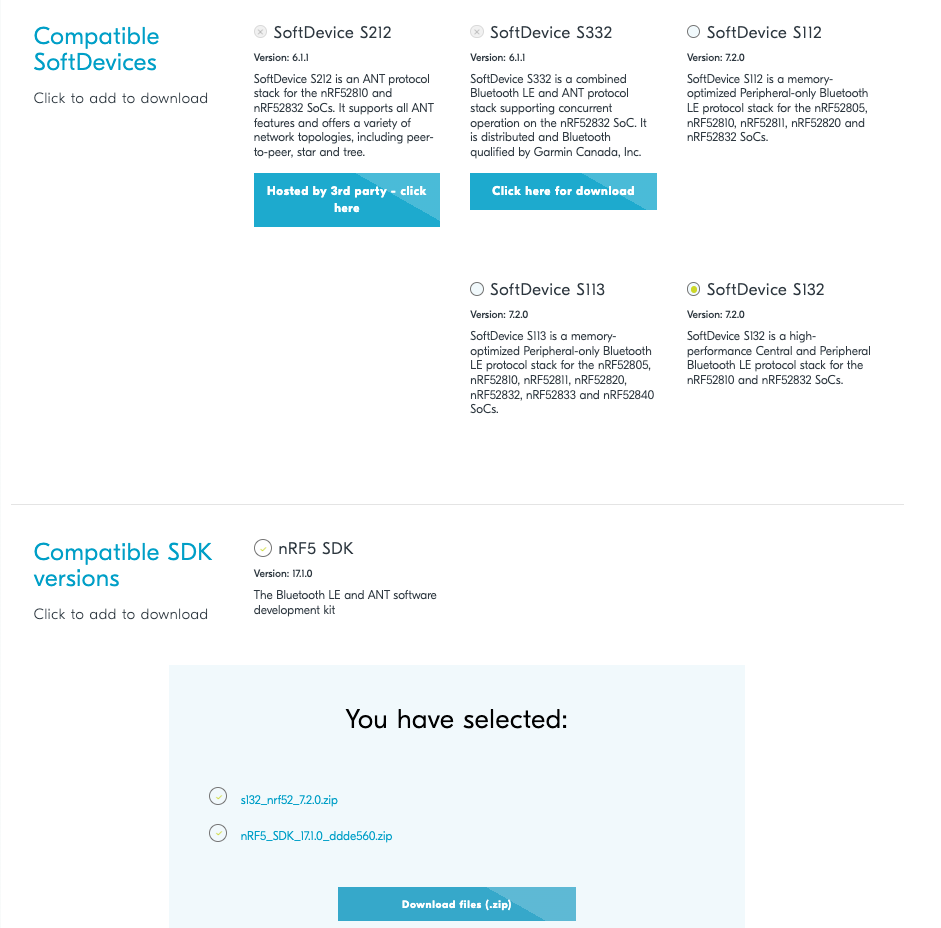 Compatible
SoftDevices
Click to add to download
SoftDevice S212
Version: 6.1.1
SoftDevice S212 is an ANT protocol
stack for the nRF52810 and
nRF52832 SoCs. It supports all ANT
features and offers a variety of
network topologies, including peer-
to-peer, star and tree.
Hosted by 3rd party - click
here
SoftDevice S332
Version: 6.1.1
SoftDevice S332 is a combined
Bluetooth LE and ANT protocol
stack supporting concurrent
operation on the nRF52832 SoC. It
is distributed and Bluetooth
qualified by Garmin Canada, Inc.
Click here for download
SoftDevice S112
Version: 7.2.0
SoftDevice S112 is a memory-
optimized Peripheral-only Bluetooth
LE protocol stack for the nRF52805,
nRF52810, nRF52811, nRF52820 and
nRF52832 SoCs.
SoftDevice S113
Version: 7.2.0
SoftDevice S113 is a memory-
optimized Peripheral-only Bluetooth
LE protocol stack for the nRF52805,
nRF52810, nRF52811, nRF52820,
nRF52832, nRF52833 and nRF52840
SoCs.
SoftDevice S132
Version: 7.2.0
SoftDevice S132 is a high-
performance Central and Peripheral
Bluetooth LE protocol stack for the
nRF52810 and nRF52832 SoCs.
Compatible SDK
versions
Click to add to download
nRF5 SDK
Version: 17.1.0
The Bluetooth LE and ANT software
development kit
You have selected:
s132_nrf52_7.2.0.zip
nRF5_SDK_17.1.0_ddde560.zip
Download files (.zip)